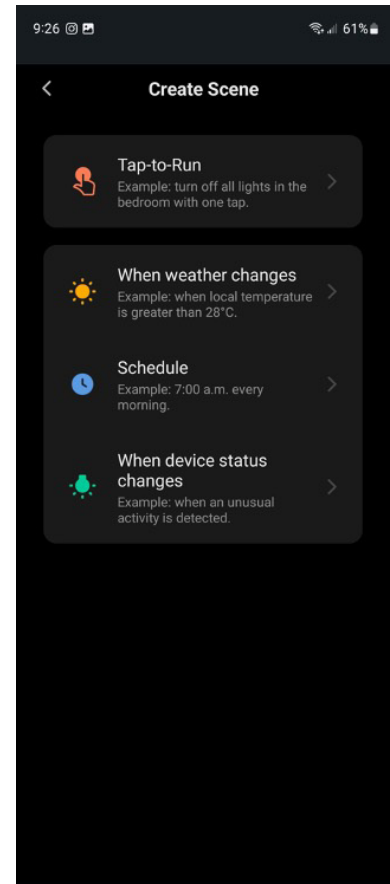 9:26 61%
Create Scene
Tap-to-Run
Example: turn off all lights in the
bedroom with one tap.
When weather changes
Example: when local temperature
is greater than 28°C.
Schedule
Example: 7:00 a.m. every
morning.
When device status
changes
Example: when an unusual
activity is detected.